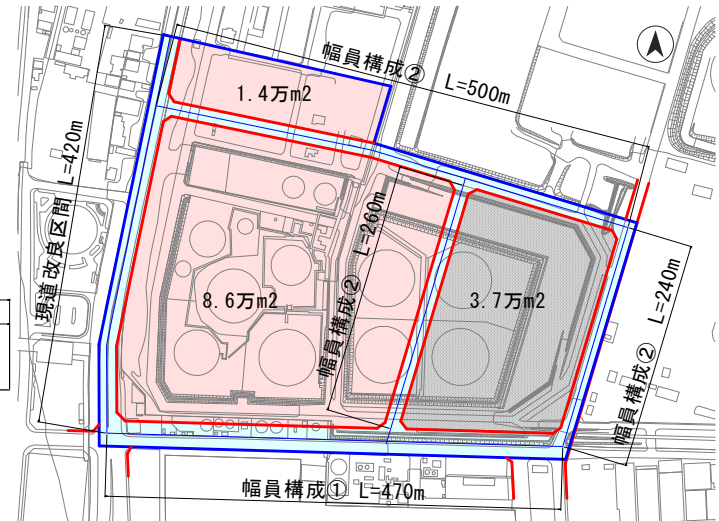 幅員構成② L=500m
1.4万m2
現道改良区間 L=420m
幅員構成② L=260m
8.6万m2
3.7万m2
幅員構成② L=240m
幅員構成① L=470m